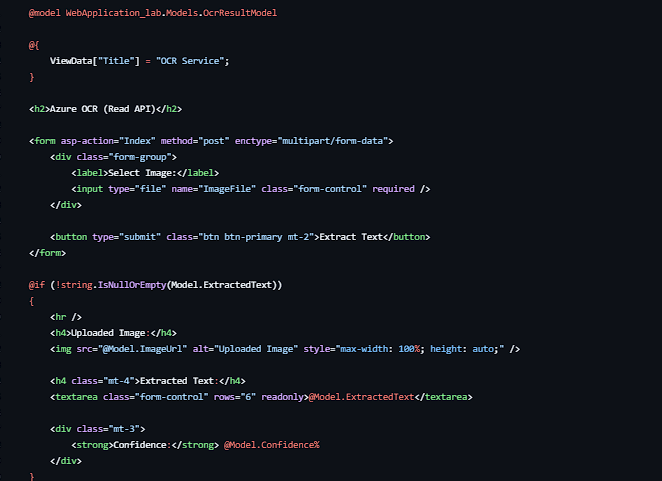 @model WebApplication_lab.Models.OcrResultModel
@{
ViewData["Title"] = "OCR Service";
}
<h2>Azure OCR (Read API)</h2>
<form asp-action="Index" method="post" enctype="multipart/form-data">
<div class="form-group">
<label>Select Image:</label>
<input type="file" name="ImageFile" class="form-control" required />
</div>
<button type="submit" class="btn btn-primary mt-2">Extract Text</button>
</form>
@if (!string.IsNullOrEmpty(Model.ExtractedText))
{
<hr />
<h4>Uploaded Image:</h4>
<img src="@Model.ImageUrl" alt="Uploaded Image" style="max-width: 100%; height: auto;" />
<h4 class="mt-4">Extracted Text:</h4>
<textarea class="form-control" rows="6" readonly>@Model.ExtractedText</textarea>
<div class="mt-3">
<strong>Confidence:</strong> @Model.Confidence%
</div>
}